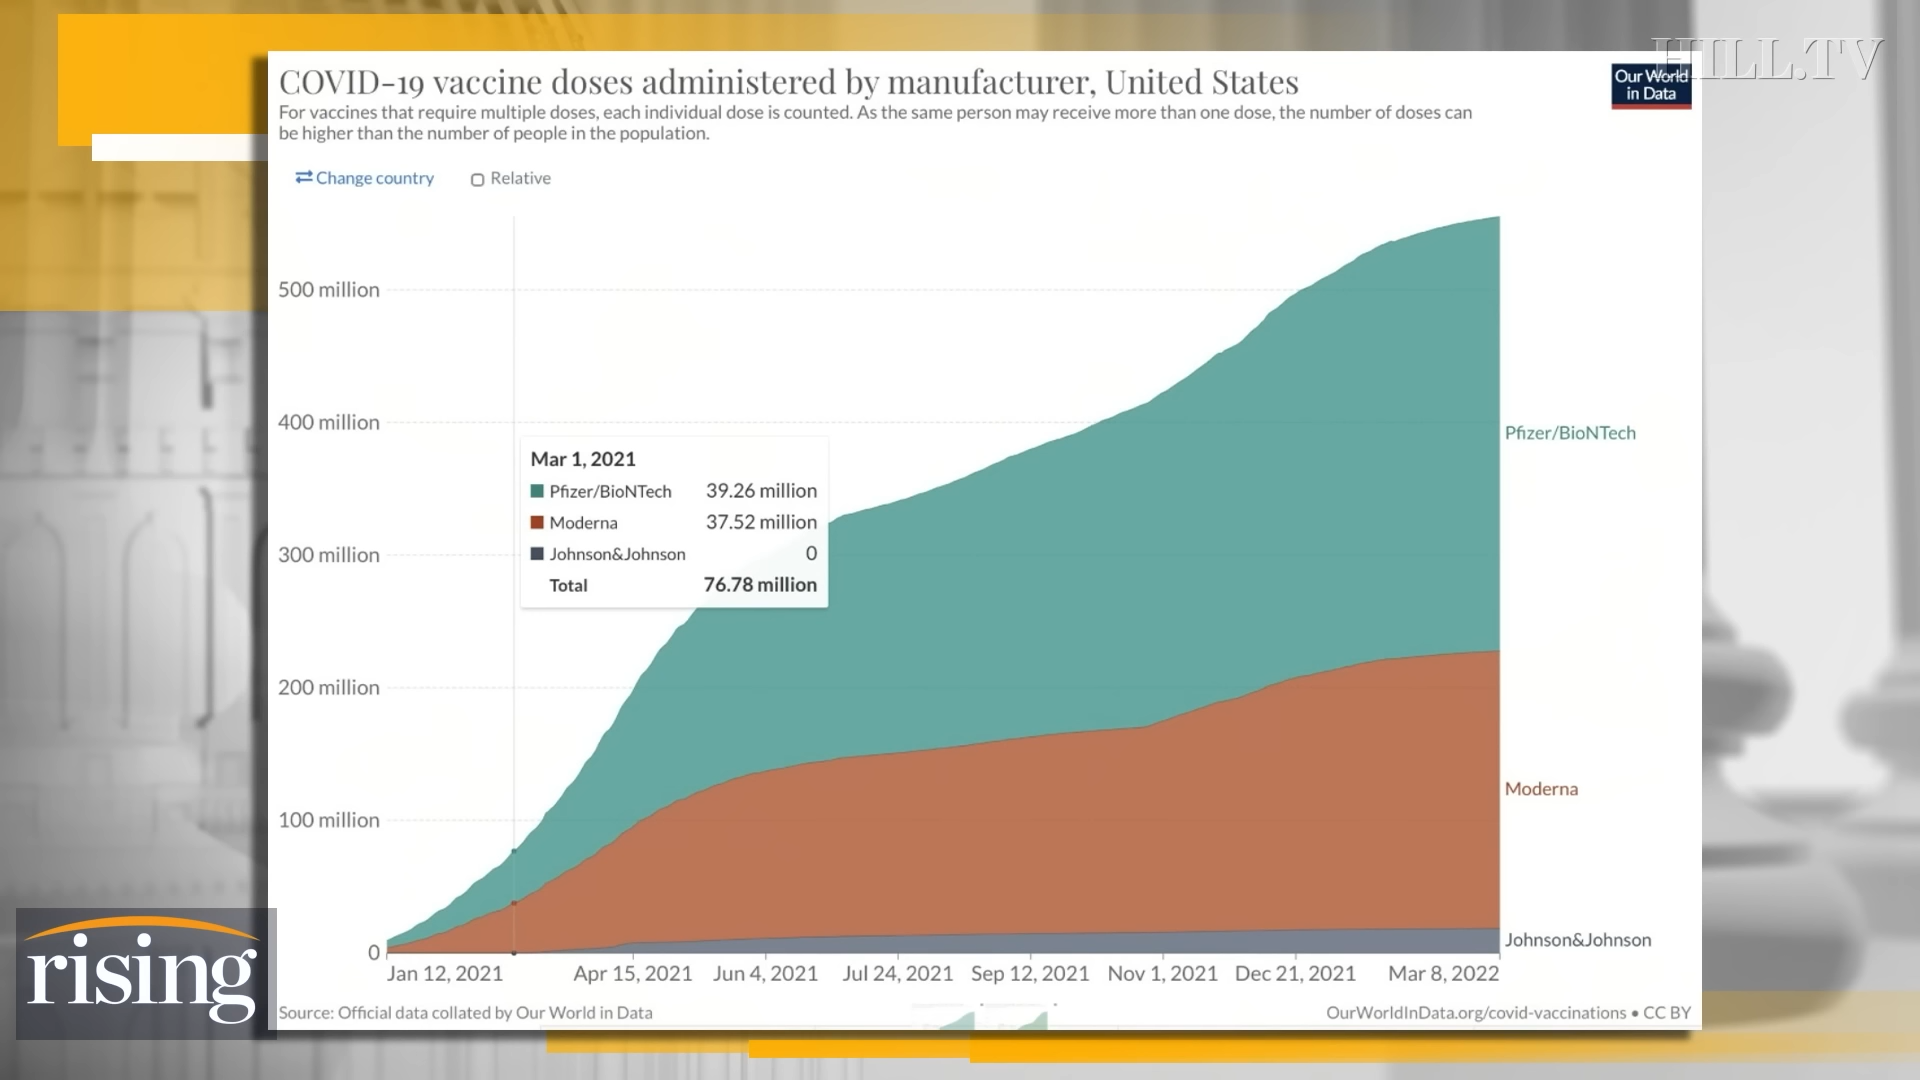 HILL.TV
COVID-19 vaccine doses administered by manufacturer, United States
Our World
in Data
For vaccines that require multiple doses, each individual dose is counted. As the same person may receive more than one dose, the number of doses can
be higher than the number of people in the population.
Change country
Relative
500 million
400 million
300 million
200 million
100 million
0
Mar 1, 2021
Pfizer/BioNTech 39.26 million
Moderna 37.52 million
Johnson&Johnson 0
Total 76.78 million
Pfizer/BioNTech
Moderna
Johnson&Johnson
Jan 12, 2021 Apr 15, 2021 Jun 4, 2021 Jul 24, 2021 Sep 12, 2021 Nov 1, 2021 Dec 21, 2021 Mar 8, 2022
Source: Official data collated by Our World in Data
OurWorldInData.org/covid-vaccinations • CC BY
rising